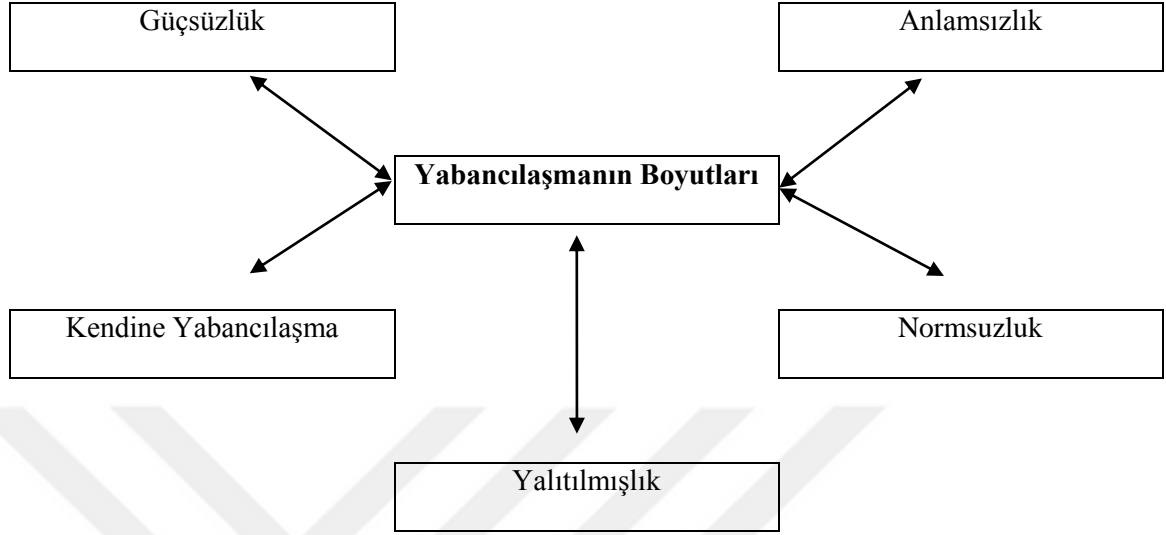 Güçsüzlük
Anlamsızlık
Yabancılaşmanın Boyutları
Kendine Yabancılaşma
Normsuzluk
Yalıtılmışlık